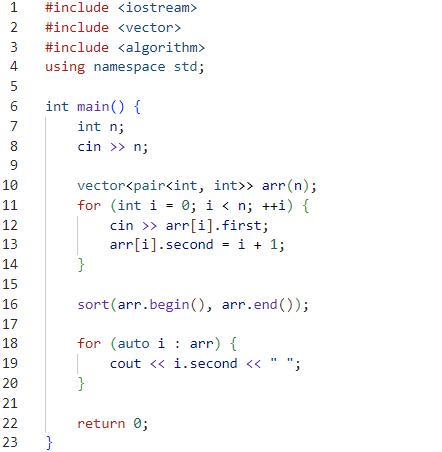 1 #include <iostream>
2 #include <vector>
3 #include <algorithm>
4 using namespace std;
5
6 int main() {
7     int n;
8     cin >> n;
9
10     vector<pair<int, int>> arr(n);
11     for (int i = 0; i < n; ++i) {
12         cin >> arr[i].first;
13         arr[i].second = i + 1;
14     }
15
16     sort(arr.begin(), arr.end());
17
18     for (auto i : arr) {
19         cout << i.second << " ";
20     }
21
22     return 0;
23 }